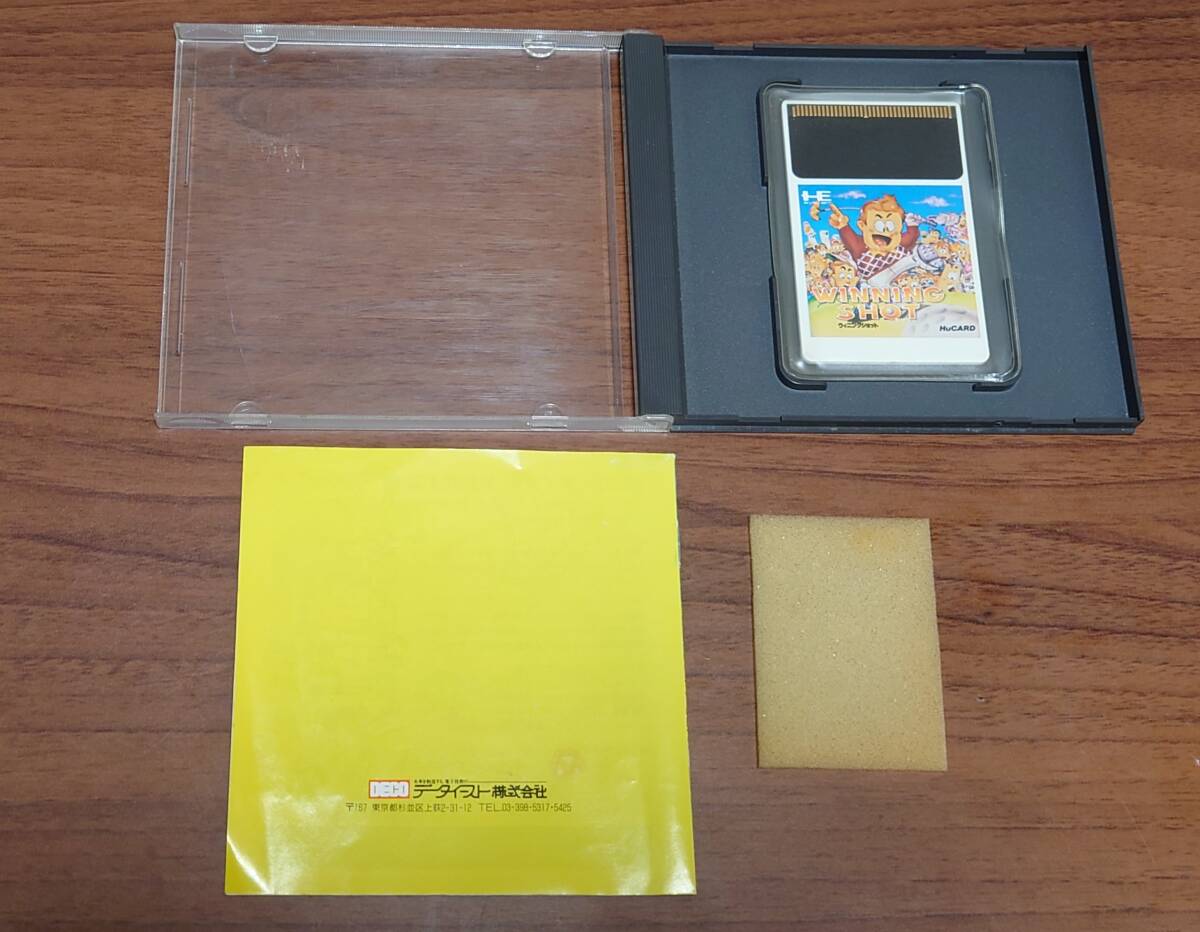 HE
WINNING
SHOT
ウィニングショット
HuCARD
DECO
データイースト株式会社
〒167 東京都杉並区上荻2-31-12 TEL.03-398-5317・5425